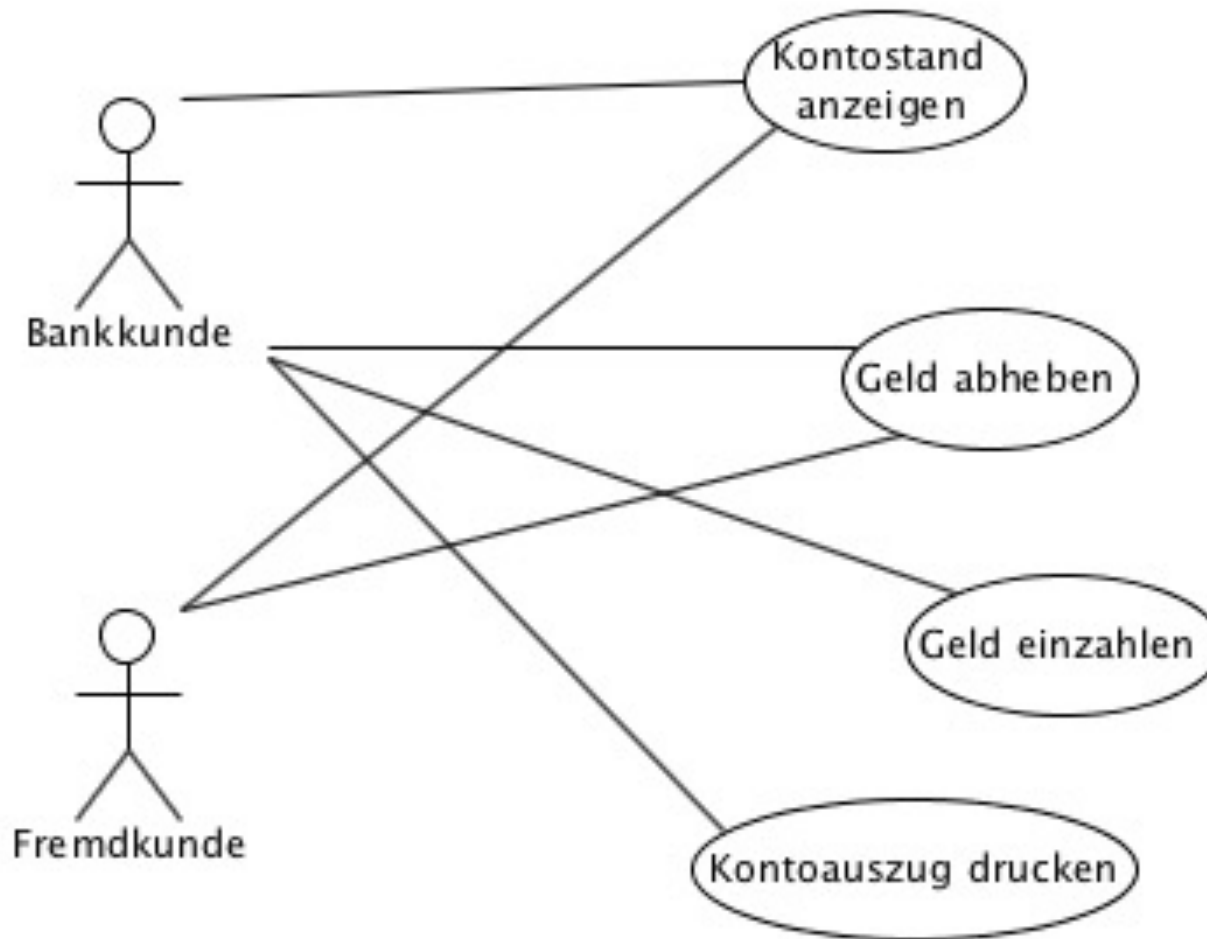 Kontostand
anzeigen
Bankkunde
Geld abheben
Geld einzahlen
Fremdkunde
Kontoauszug drucken